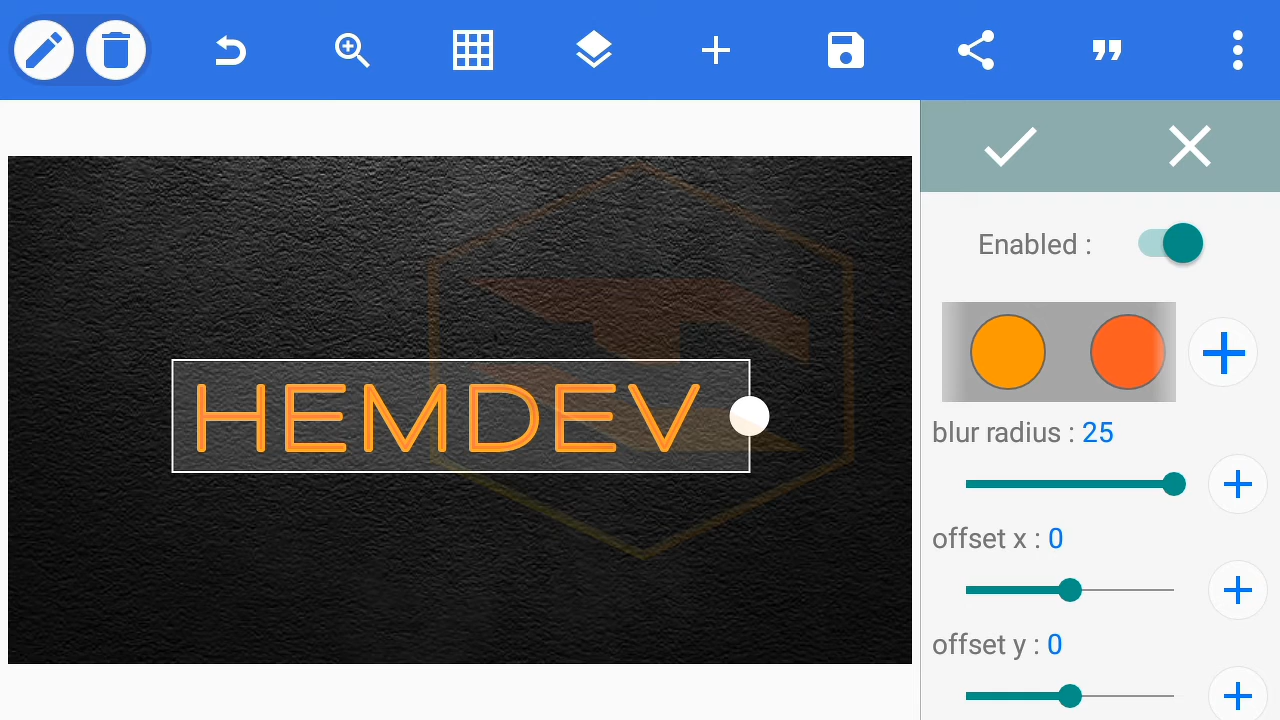 Enabled :
HEMDEV
blur radius : 25
offset x : 0
offset y : 0